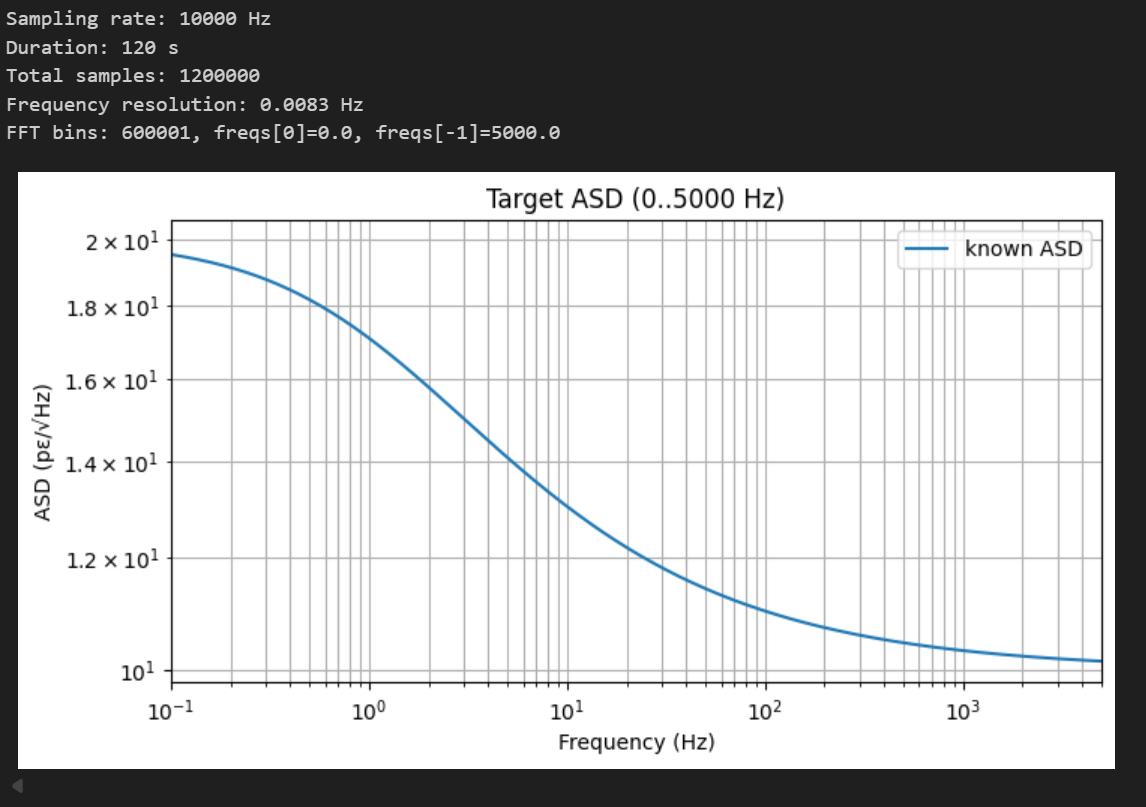 Sampling rate: 10000 Hz
Duration: 120 s
Total samples: 1200000
Frequency resolution: 0.0083 Hz
FFT bins: 600001, freqs[0]=0.0, freqs[-1]=5000.0
Target ASD (0..5000 Hz)
known ASD
2 × 10¹
1.8 × 10¹
1.6 × 10¹
1.4 × 10¹
1.2 × 10¹
10¹
ASD (pε/√Hz)
10⁻¹ 10⁰ 10¹ 10² 10³
Frequency (Hz)